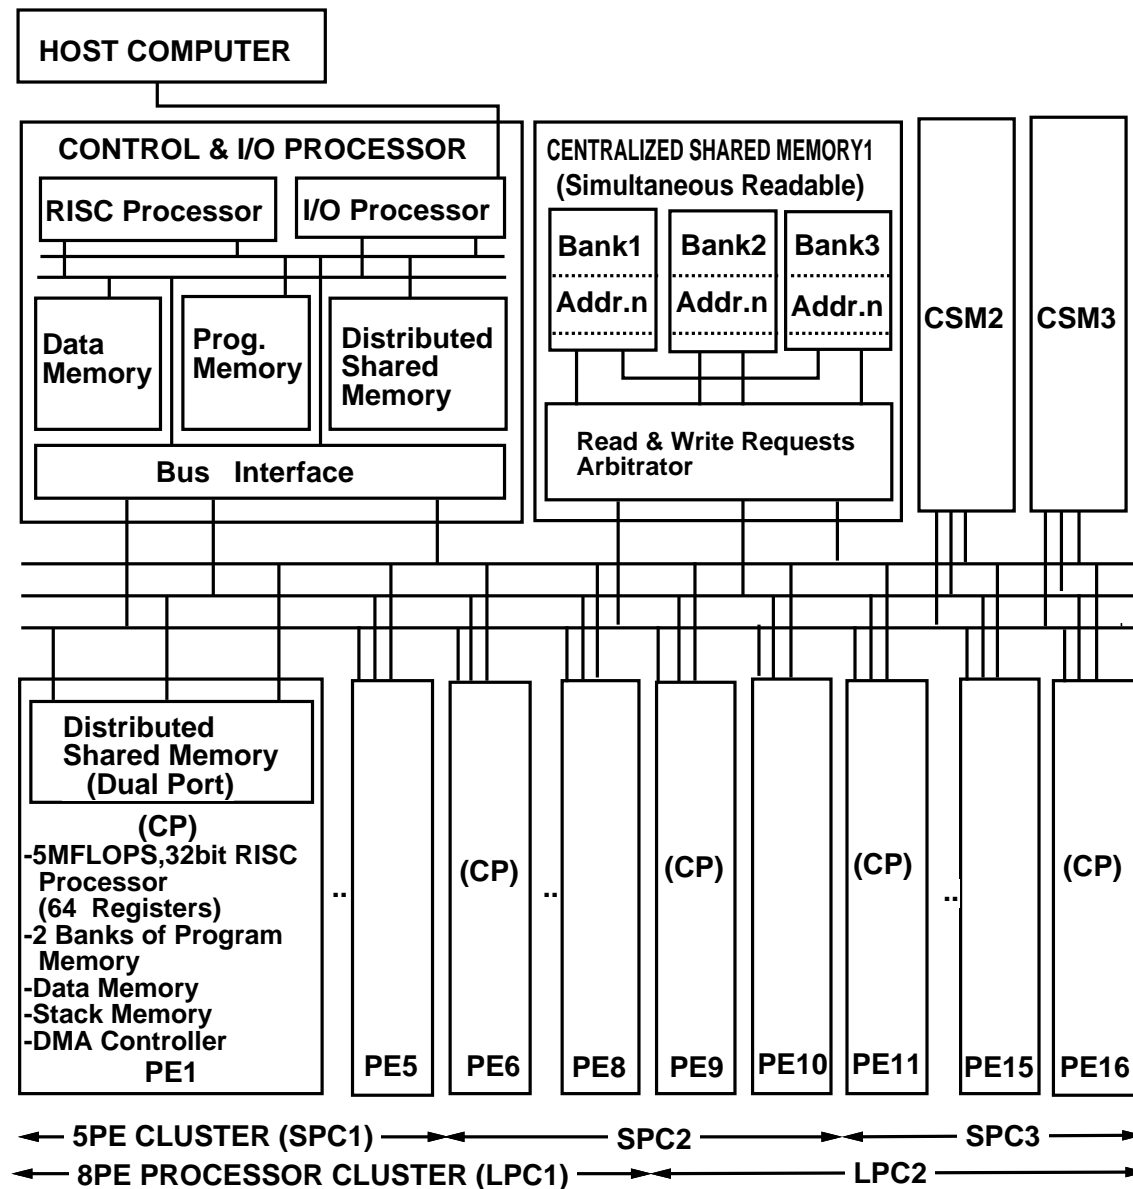 HOST COMPUTER
CONTROL & I/O PROCESSOR
RISC Processor
I/O Processor
Data
Memory
Prog.
Memory
Distributed
Shared
Memory
Bus Interface
CENTRALIZED SHARED MEMORY1
(Simultaneous Readable)
Bank1
Addr.n
Bank2
Addr.n
Bank3
Addr.n
Read & Write Requests
Arbitrator
CSM2
CSM3
Distributed
Shared Memory
(Dual Port)
(CP)
-5MFLOPS,32bit RISC
Processor
(64 Registers)
-2 Banks of Program
Memory
-Data Memory
-Stack Memory
-DMA Controller
PE1
..
PE5
(CP)
PE6
..
PE8
(CP)
PE9
PE10
(CP)
PE11
..
PE15
(CP)
PE16
5PE CLUSTER (SPC1)
SPC2
SPC3
8PE PROCESSOR CLUSTER (LPC1)
LPC2